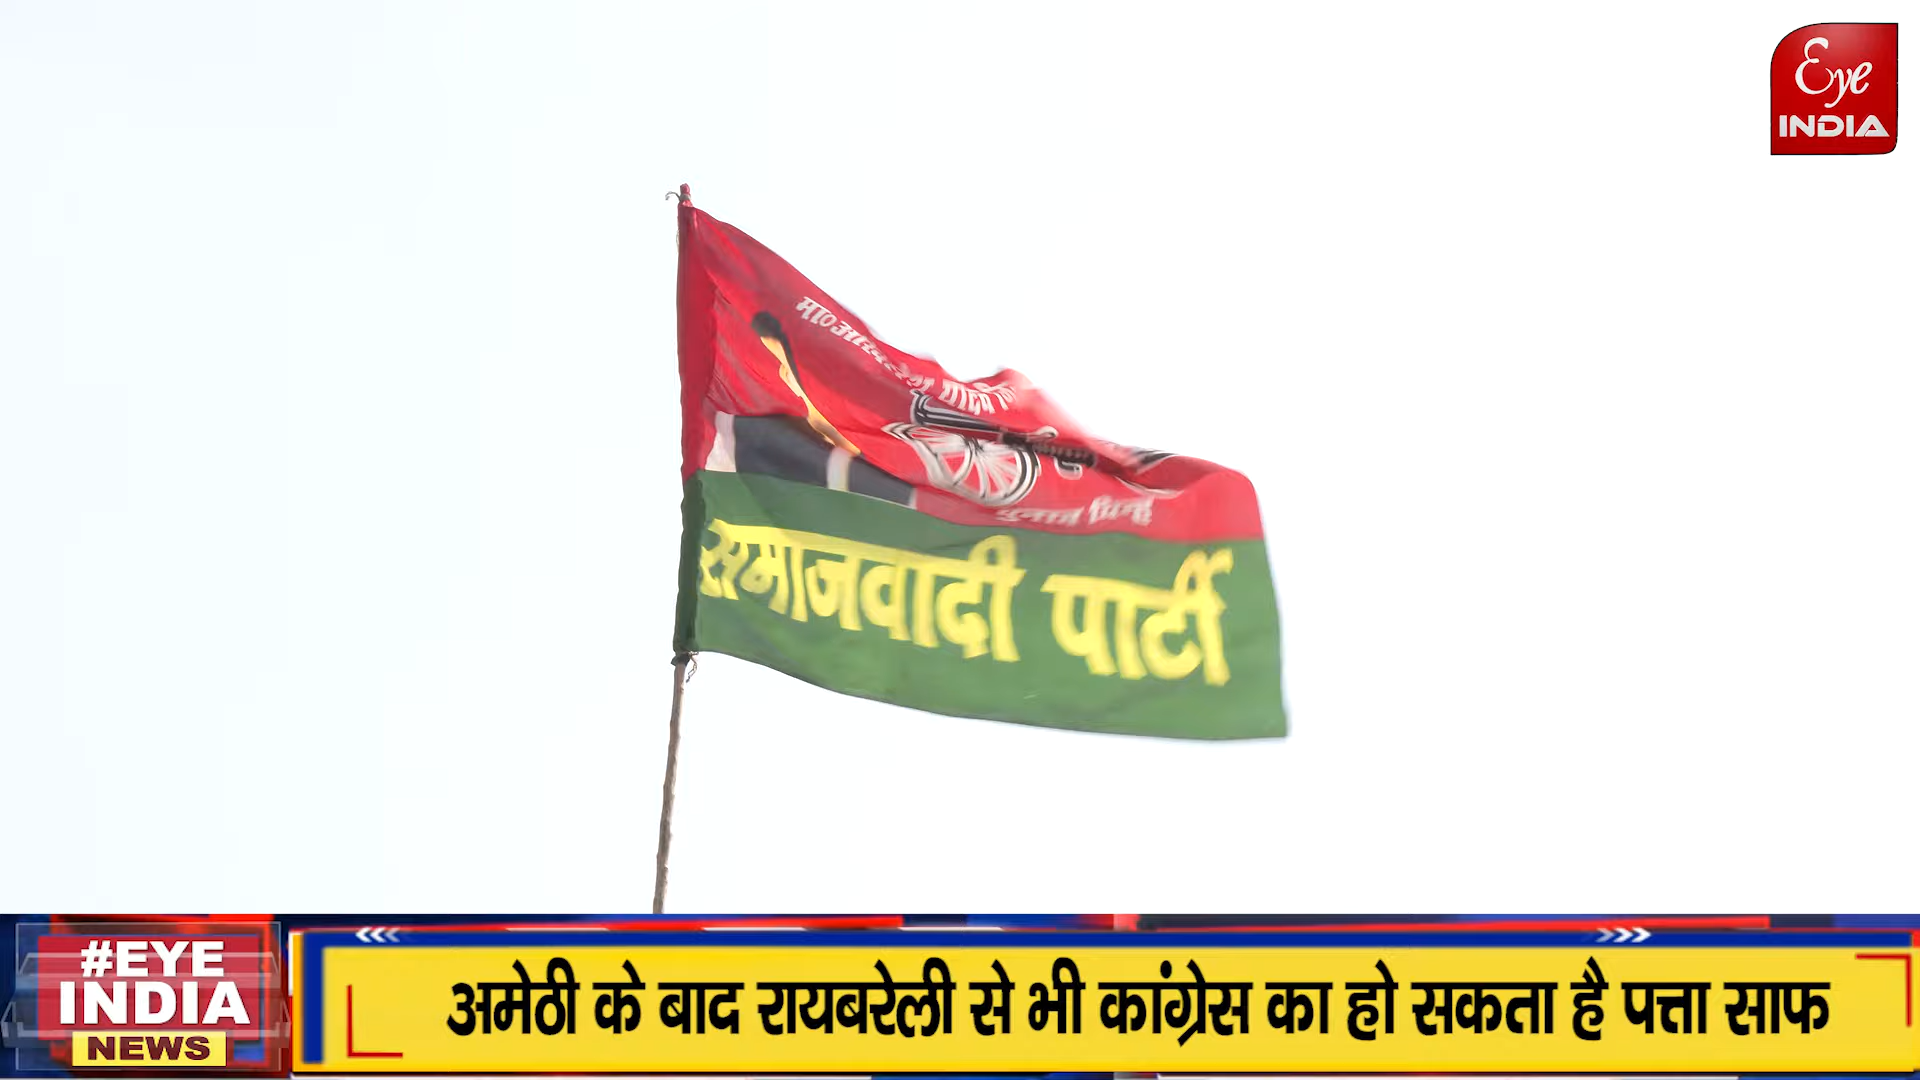 Eye
INDIA
चुनाव चिन्ह
समाजवादी पार्टी
#EYE
INDIA
NEWS
अमेठी के बाद रायबरेली से भी कांग्रेस का हो सकता है पत्ता साफ